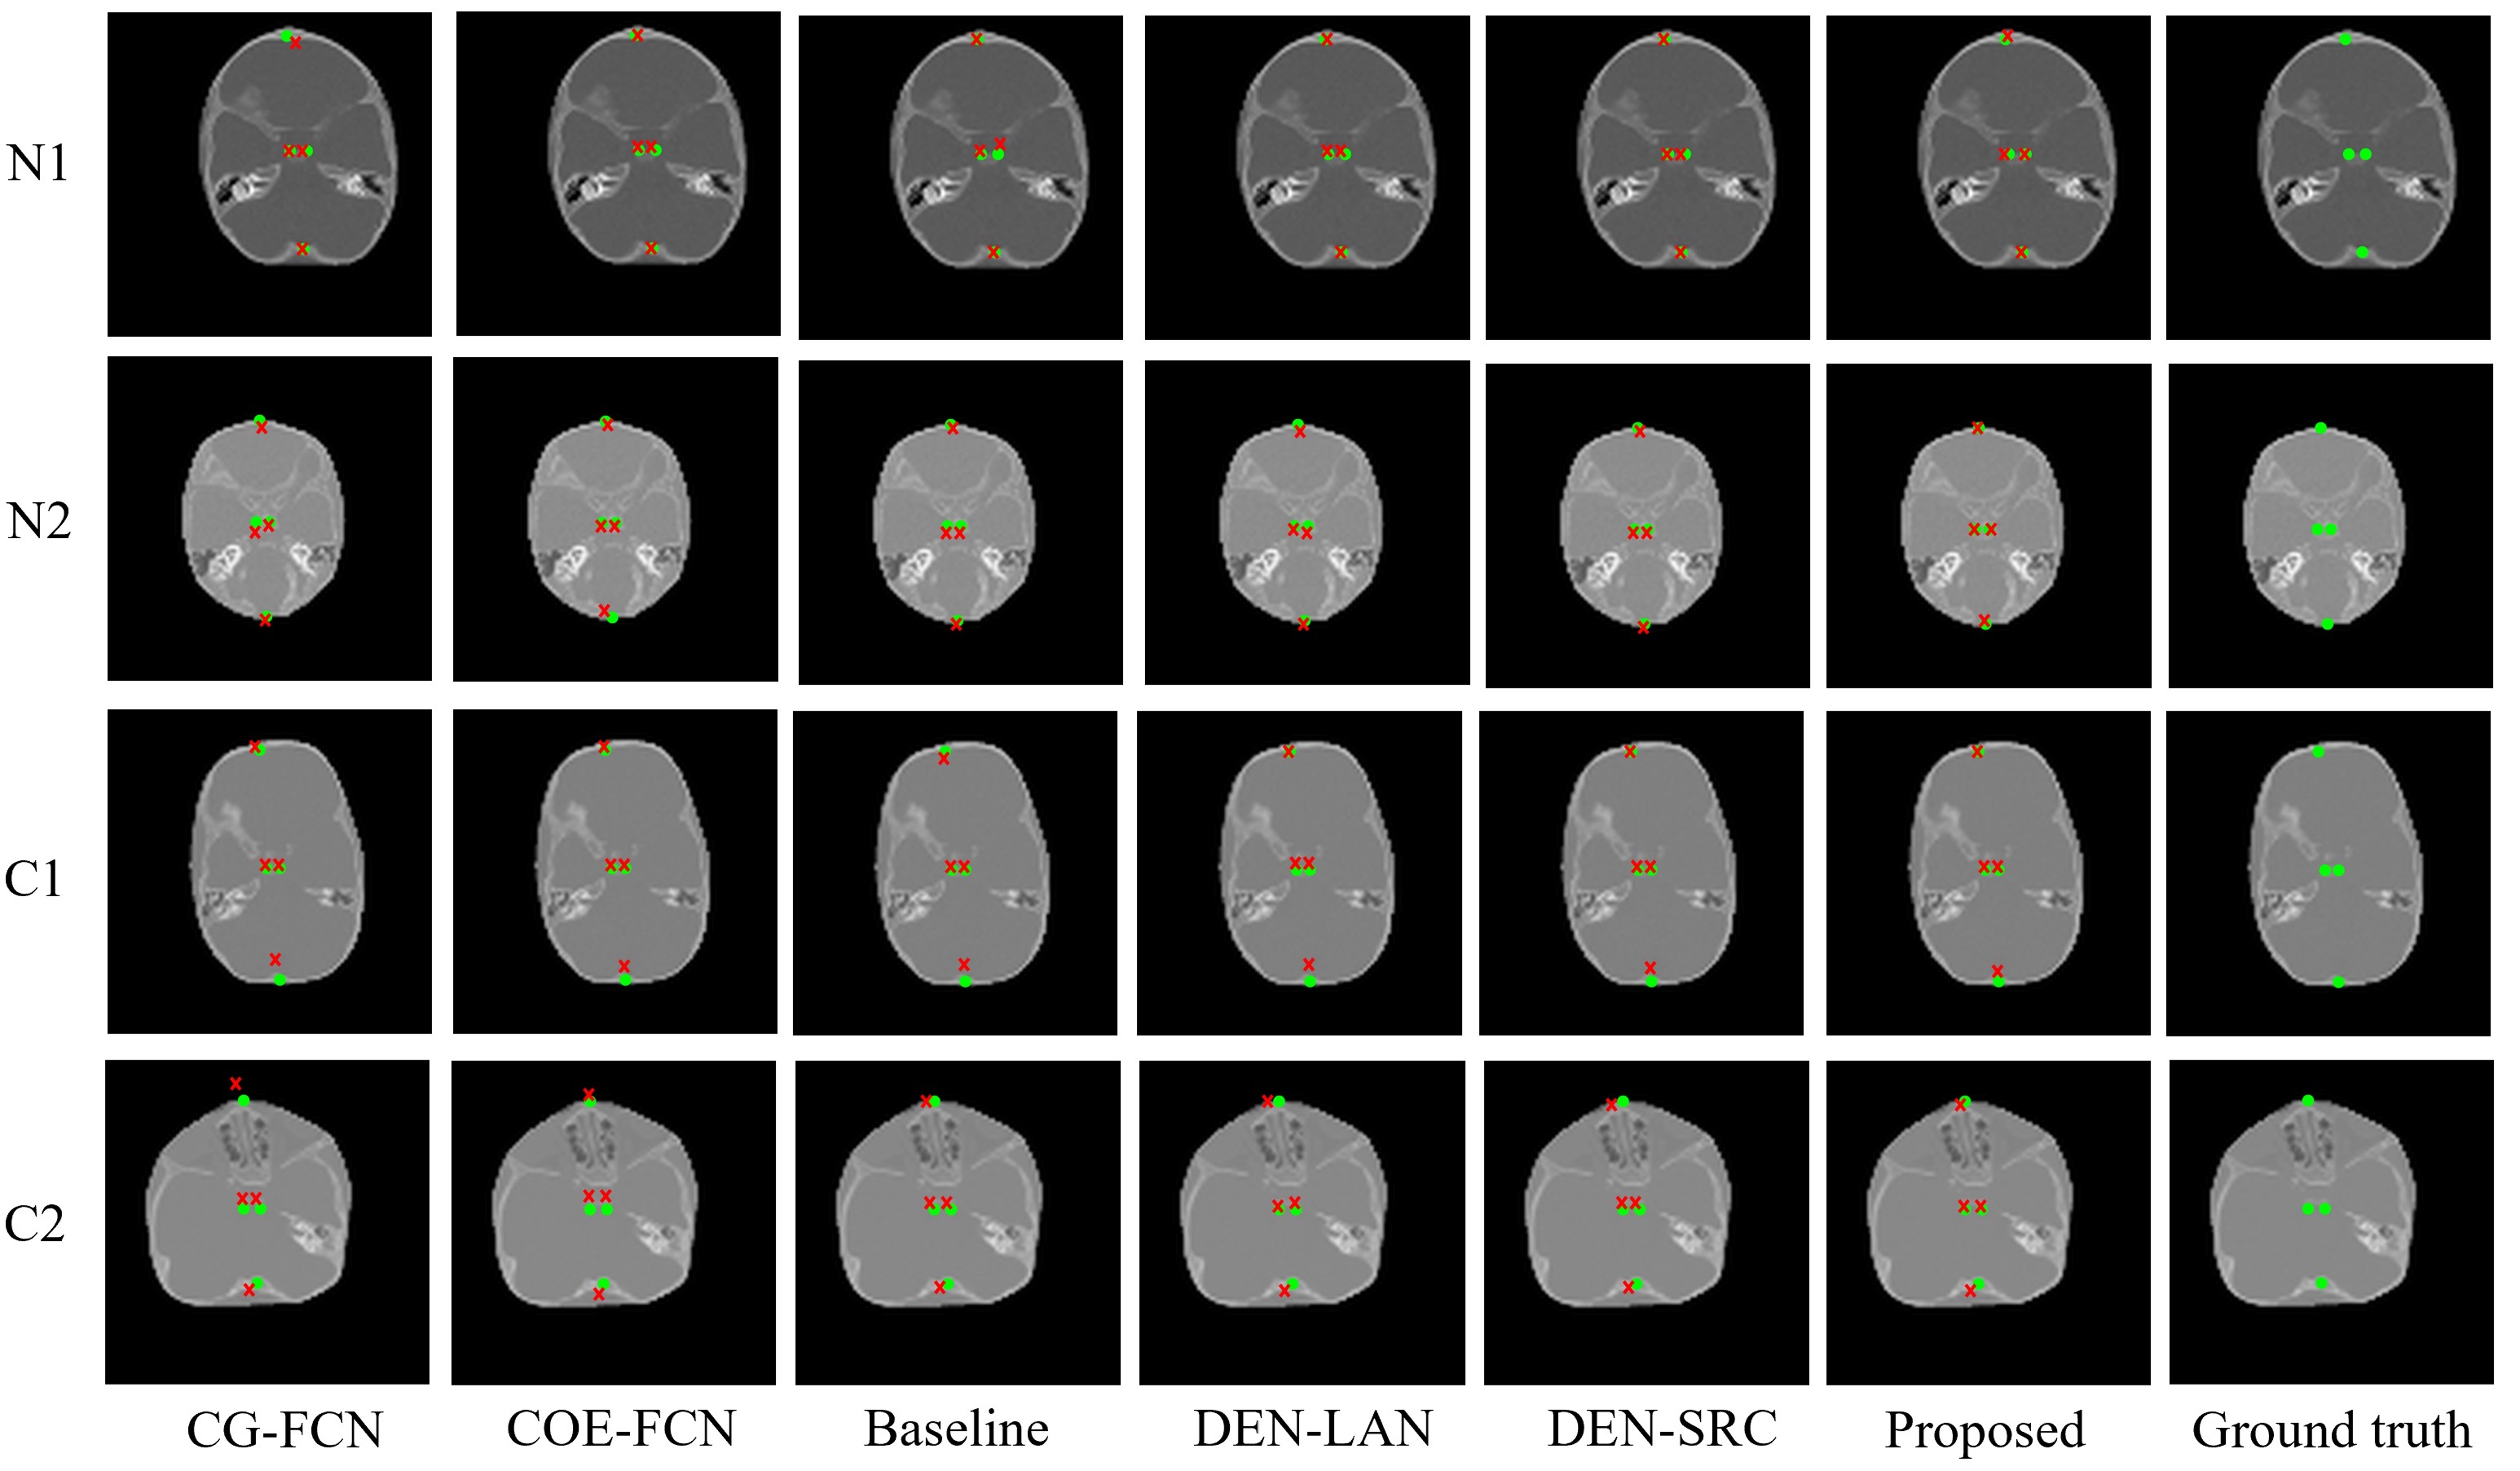 N1
N2
C1
C2
CG-FCN COE-FCN Baseline DEN-LAN DEN-SRC Proposed Ground truth